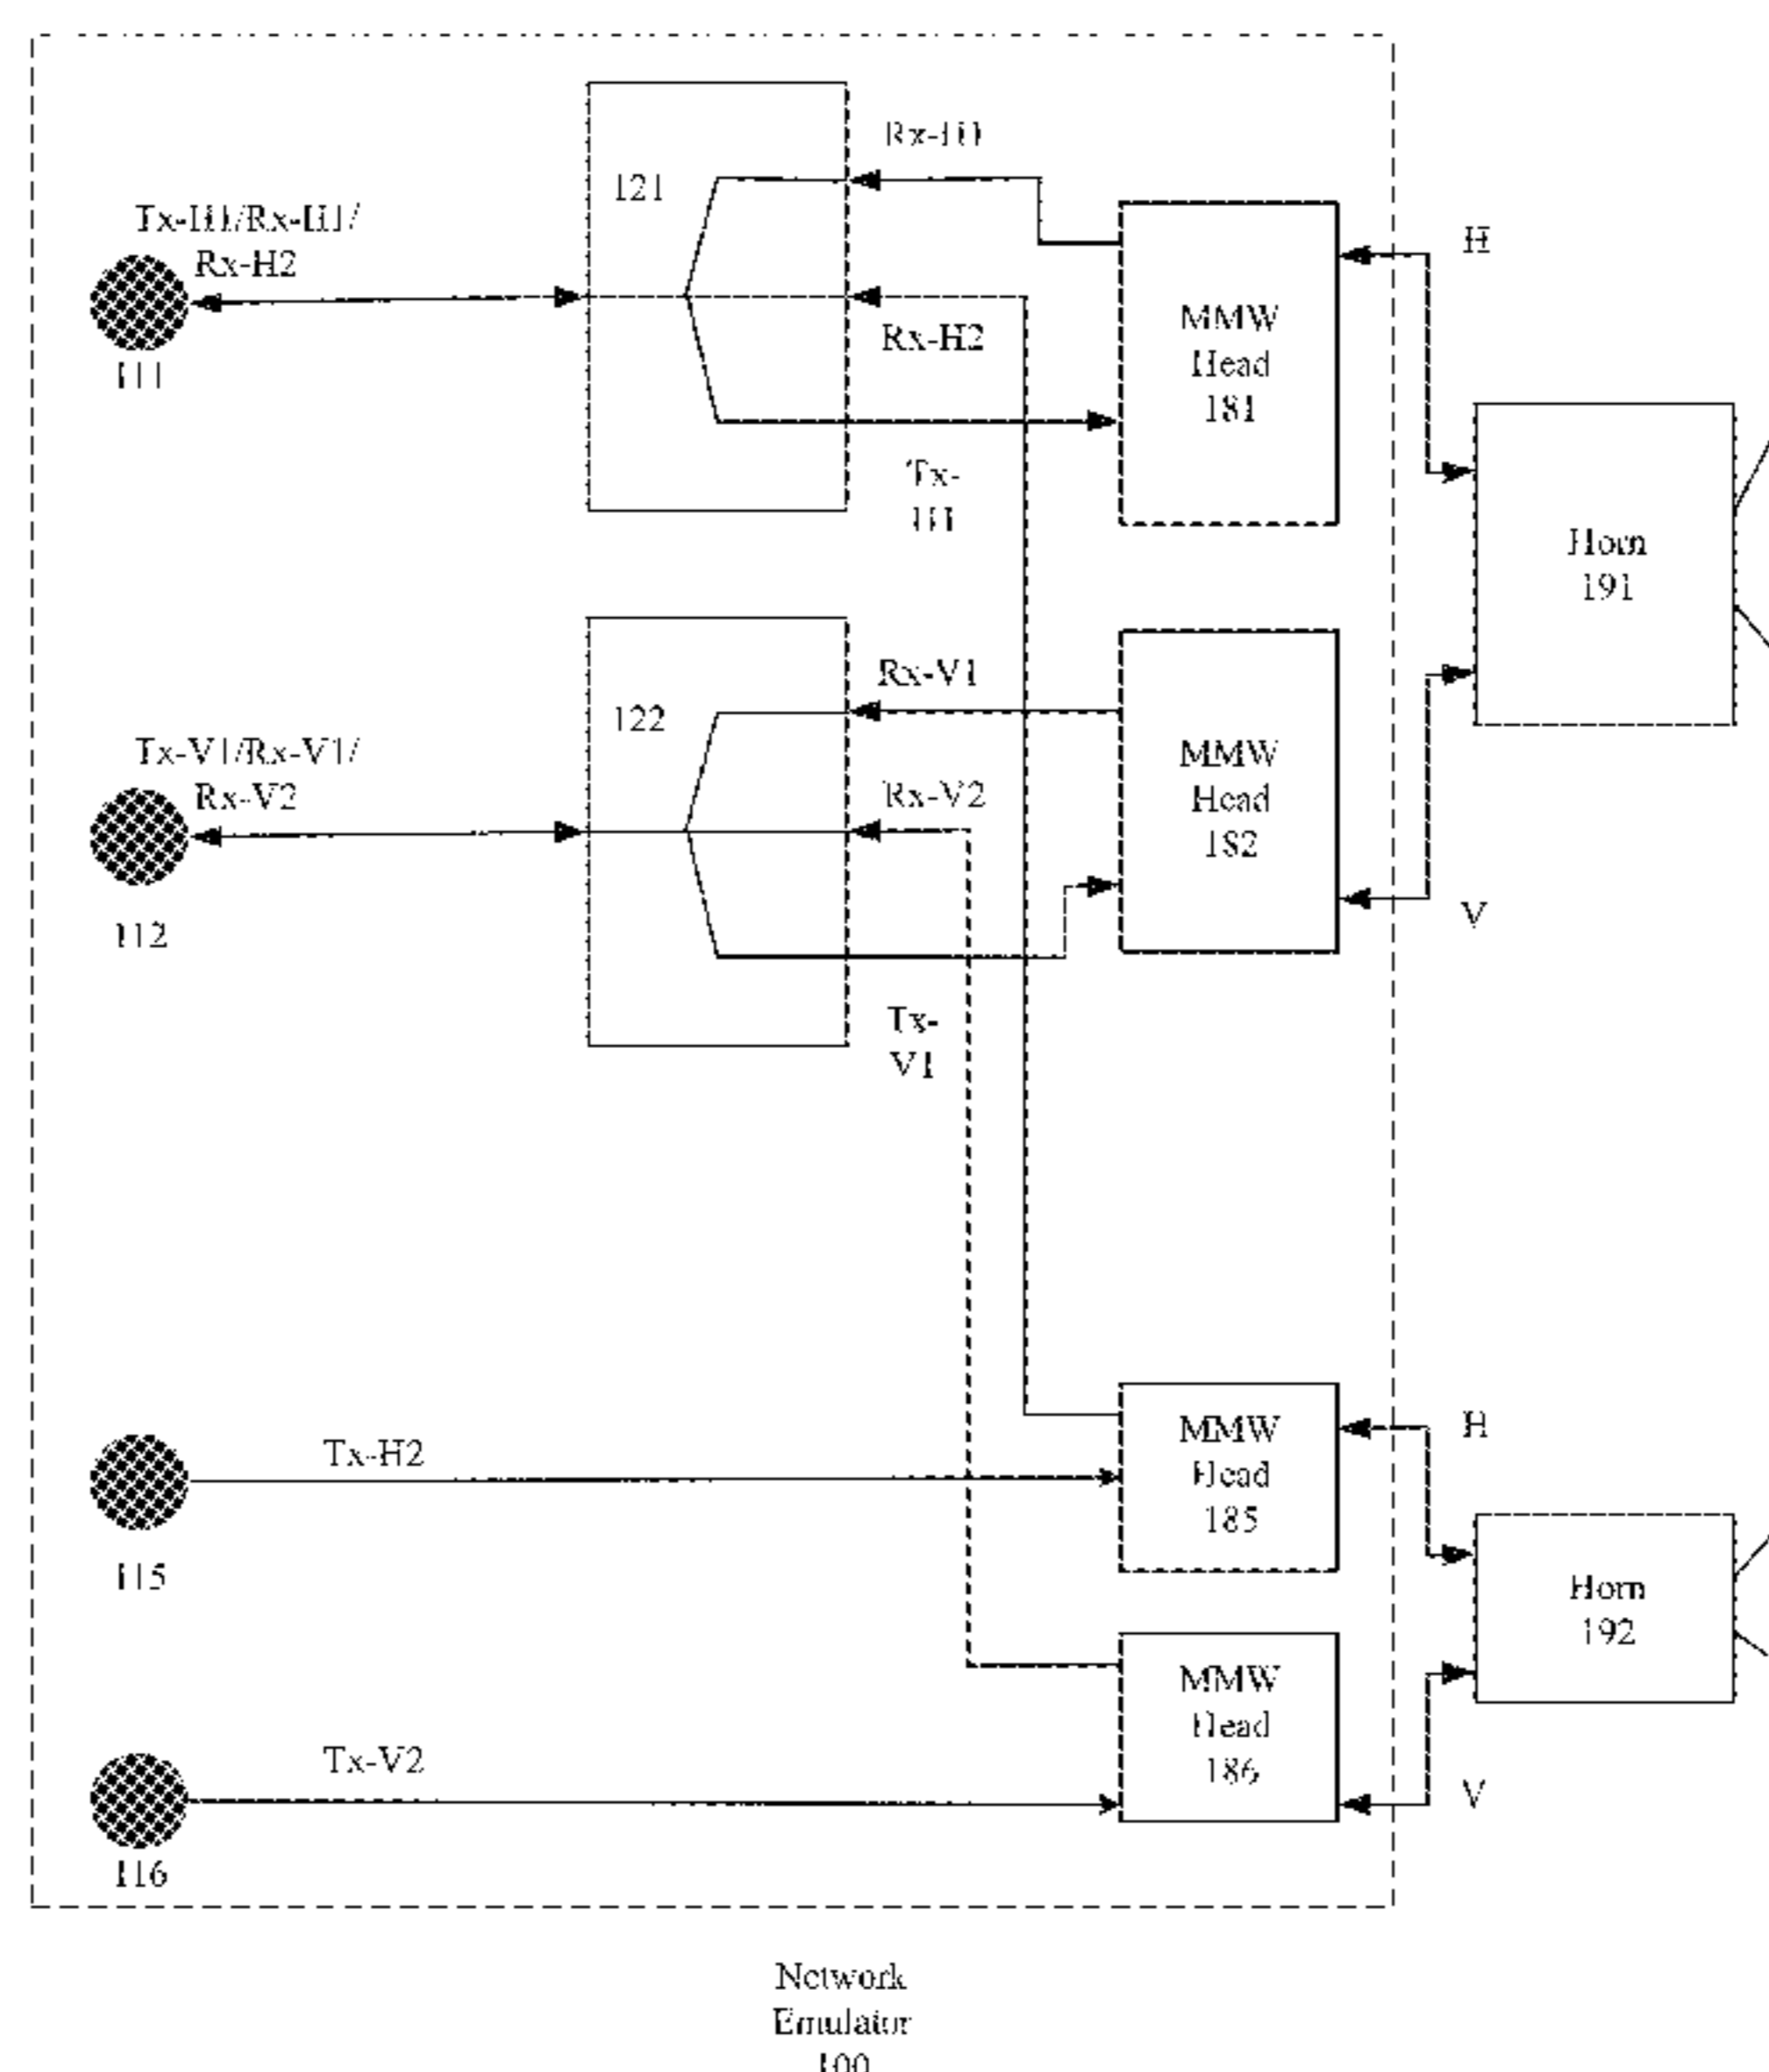 Rx-H1
121
Tx-H1/Rx-H1/
Rx-H2
H
MMW
Head
181
Rx-H2
111
Tx-
H1
Horn
191
Rx-V1
122
Tx-V1/Rx-V1/
Rx-V2
MMW
Head
182
Rx-V2
112
V
Tx-
V1
H
MMW
Head
185
Tx-H2
115
Horn
192
MMW
Head
186
Tx-V2
V
116
Network
Emulator
100